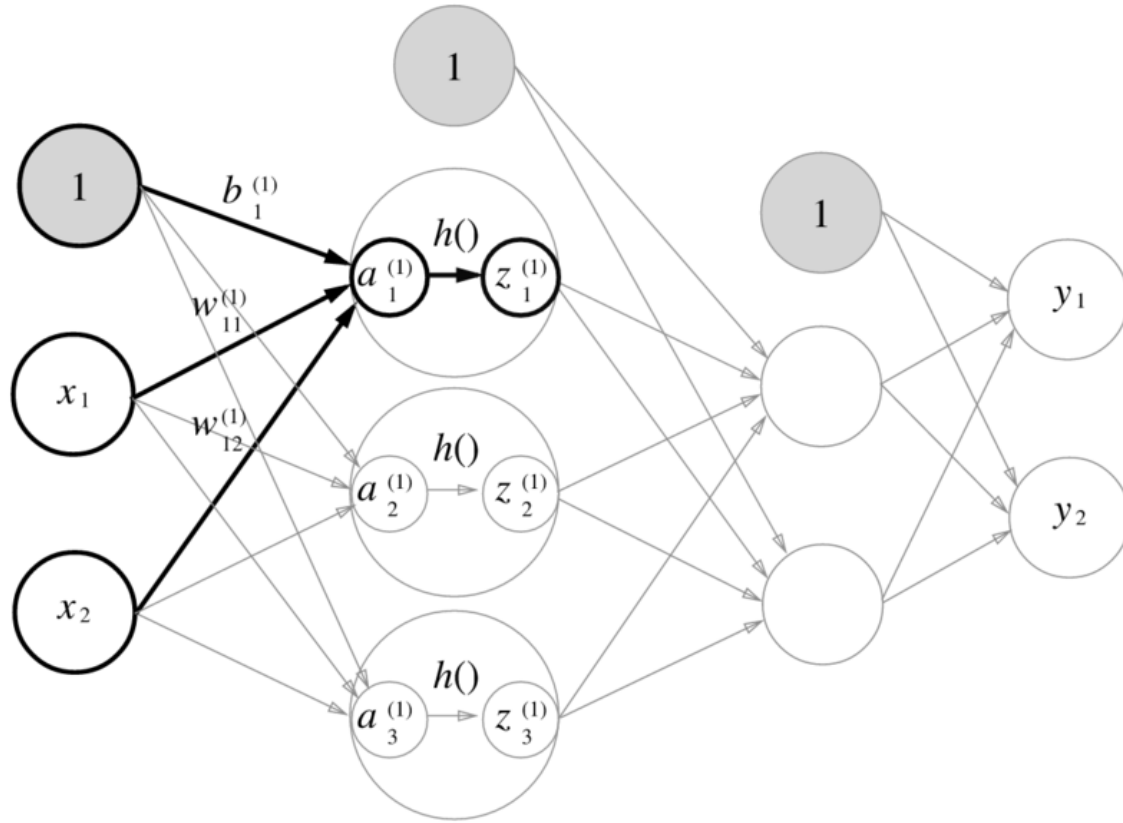 1
1
b₁⁽¹⁾
1
h()
a₁⁽¹⁾
z₁⁽¹⁾
w₁₁⁽¹⁾
y₁
x₁
w₁₂⁽¹⁾
h()
a₂⁽¹⁾
z₂⁽¹⁾
y₂
x₂
h()
a₃⁽¹⁾
z₃⁽¹⁾